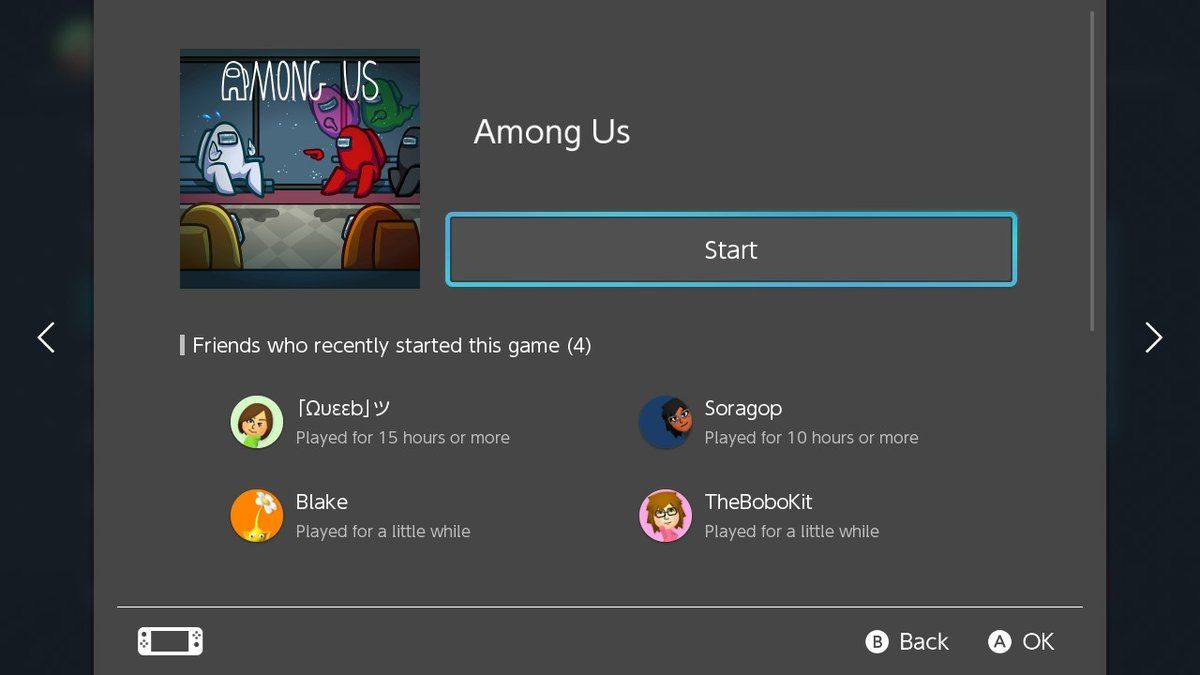 AMONG US
Among Us
Start
Friends who recently started this game (4)
「Ωυεεb」ツ
Played for 15 hours or more
Soragop
Played for 10 hours or more
Blake
Played for a little while
TheBoboKit
Played for a little while
B Back
A OK